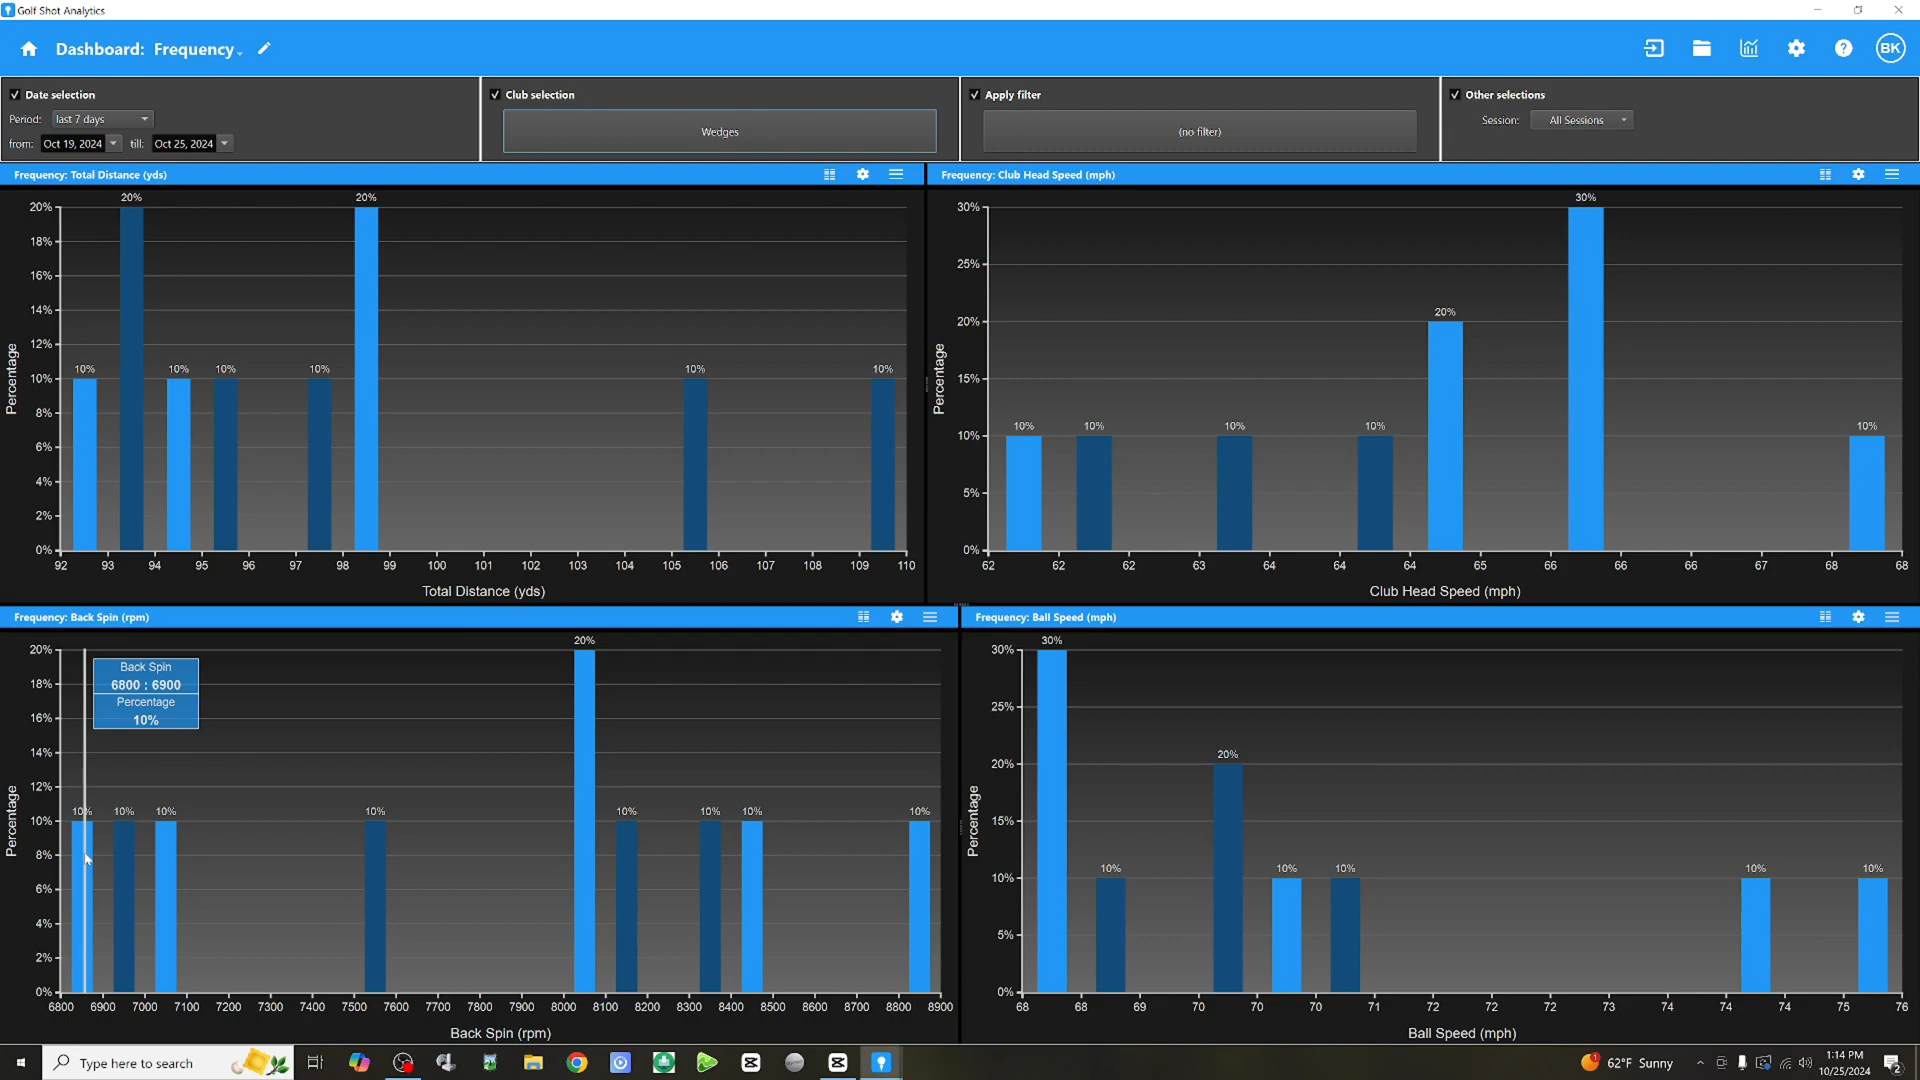 Golf Shot Analytics
Dashboard: Frequency
BK
Date selection
Period: last 7 days
from: Oct 19, 2024 till: Oct 25, 2024
Club selection
Wedges
Apply filter
(no filter)
Other selections
Session: All Sessions
Frequency: Total Distance (yds)
20% 20%
20%
18%
16%
14%
12%
10% 10% 10% 10% 10% 10%
10%
8%
6%
4%
2%
0%
Percentage
92 93 94 95 96 97 98 99 100 101 102 103 104 105 106 107 108 109 110
Total Distance (yds)
Frequency: Club Head Speed (mph)
30%
30%
25%
20%
20%
15%
10% 10% 10% 10% 10%
10%
5%
0%
Percentage
62 62 62 63 64 64 64 65 66 66 66 67 68 68
Club Head Speed (mph)
Frequency: Back Spin (rpm)
20%
20%
Back Spin
6800 : 6900
Percentage
10%
18%
16%
14%
12%
10% 10% 10% 10% 10% 10% 10% 10%
10%
8%
6%
4%
2%
0%
Percentage
6800 6900 7000 7100 7200 7300 7400 7500 7600 7700 7800 7900 8000 8100 8200 8300 8400 8500 8600 8700 8800 8900
Back Spin (rpm)
Frequency: Ball Speed (mph)
30%
30%
25%
20%
20%
15%
10% 10% 10% 10% 10%
10%
5%
0%
Percentage
68 68 69 70 70 70 71 72 72 72 73 74 74 74 75 76
Ball Speed (mph)
Type here to search
62°F Sunny
1:14 PM
10/25/2024
2